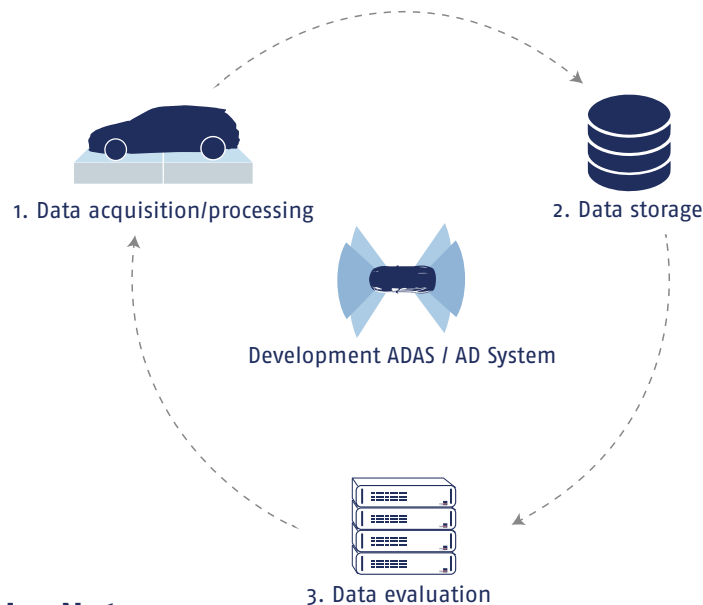 1. Data acquisition/processing
2. Data storage
Development ADAS / AD System
3. Data evaluation